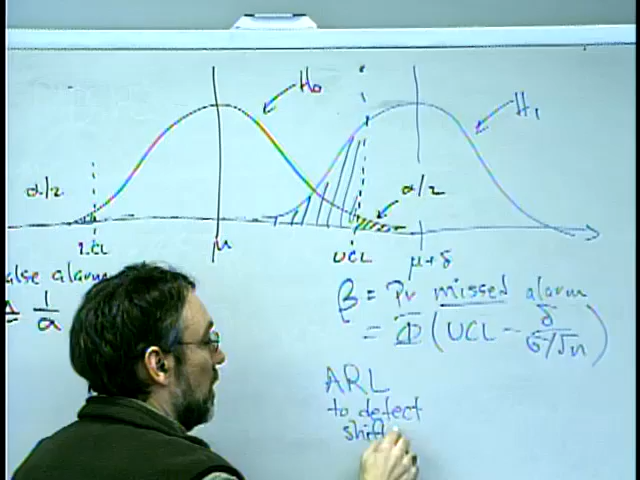 H₀
H₁
α/2
α/2
LCL
μ
UCL
μ+δ
alse alarm
= 1/α
β = Pr missed alarm
= Φ(UCL - δ/(σ/√n))
ARL
to detect
shift